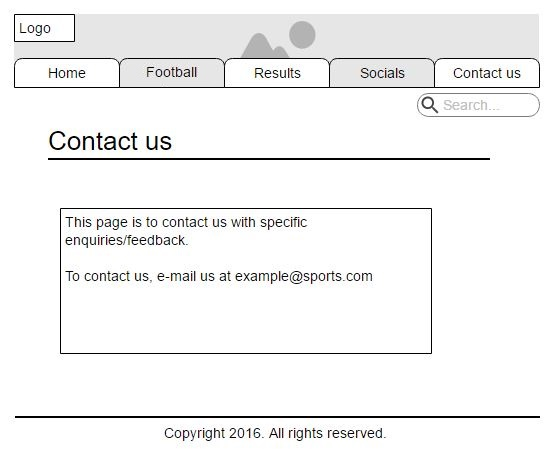 Logo
Home Football Results Socials Contact us
Search...
Contact us
This page is to contact us with specific
enquiries/feedback.
To contact us, e-mail us at example@sports.com
Copyright 2016. All rights reserved.